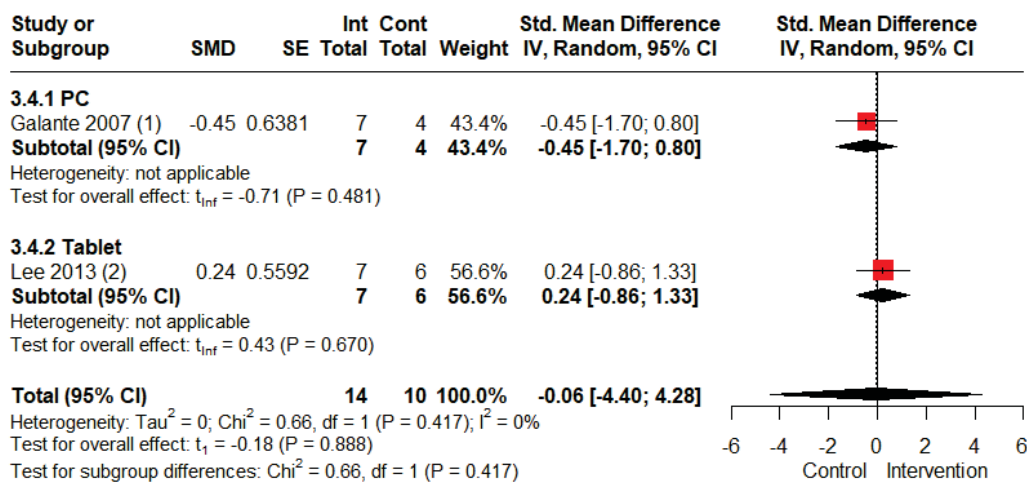 Study or Int Cont Std. Mean Difference Std. Mean Difference
Subgroup SMD SE Total Total Weight IV, Random, 95% CI IV, Random, 95% CI
3.4.1 PC
Galante 2007 (1) -0.45 0.6381 7 4 43.4% -0.45 [-1.70; 0.80]
Subtotal (95% CI) 7 4 43.4% -0.45 [-1.70; 0.80]
Heterogeneity: not applicable
Test for overall effect: tInf = -0.71 (P = 0.481)
3.4.2 Tablet
Lee 2013 (2) 0.24 0.5592 7 6 56.6% 0.24 [-0.86; 1.33]
Subtotal (95% CI) 7 6 56.6% 0.24 [-0.86; 1.33]
Heterogeneity: not applicable
Test for overall effect: tInf = 0.43 (P = 0.670)
Total (95% CI) 14 10 100.0% -0.06 [-4.40; 4.28]
Heterogeneity: Tau² = 0; Chi² = 0.66, df = 1 (P = 0.417); I² = 0%
Test for overall effect: t₁ = -0.18 (P = 0.888)
Test for subgroup differences: Chi² = 0.66, df = 1 (P = 0.417)
-6 -4 -2 0 2 4 6
Control Intervention